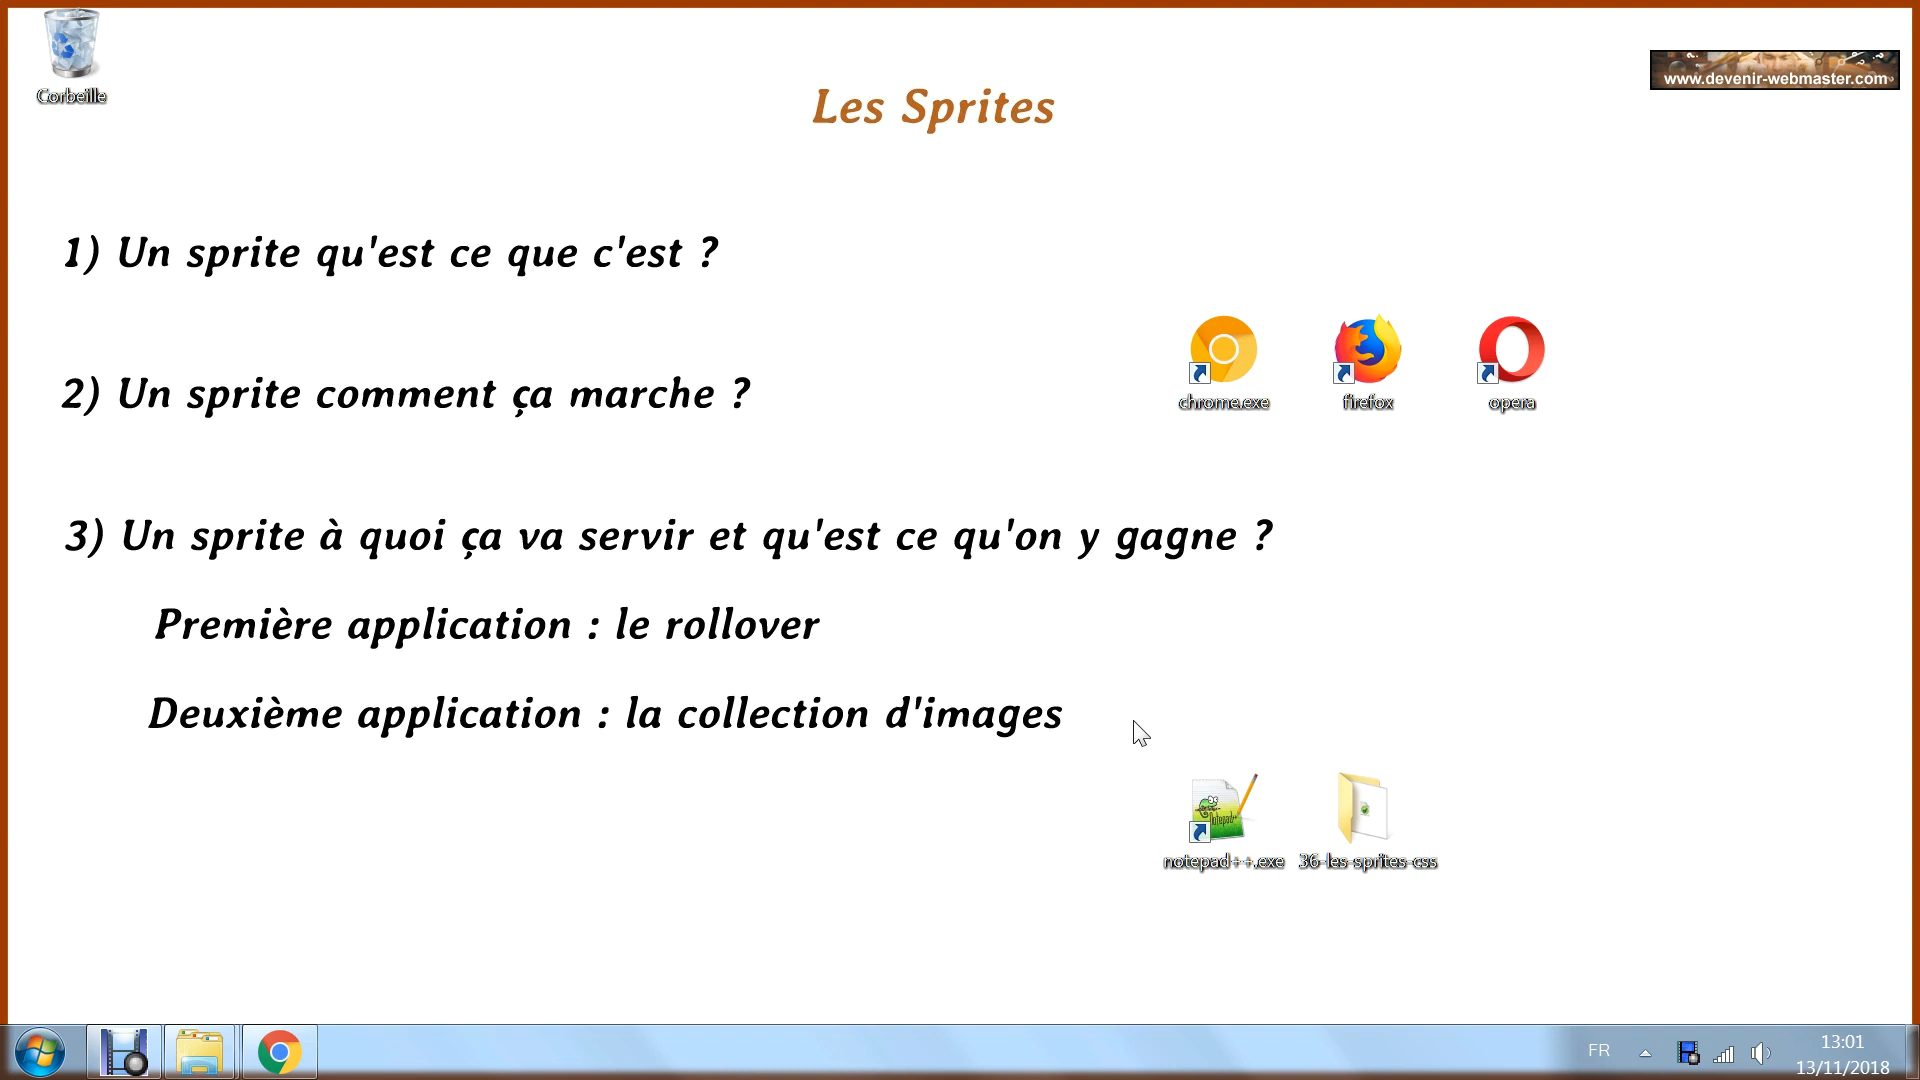 Corbeille
www.devenir-webmaster.com
Les Sprites
1) Un sprite qu'est ce que c'est ?
2) Un sprite comment ça marche ?
chrome.exe
firefox
opera
3) Un sprite à quoi ça va servir et qu'est ce qu'on y gagne ?
Première application : le rollover
Deuxième application : la collection d'images
notepad++.exe
36-les-sprites-css
FR
13:01
13/11/2018